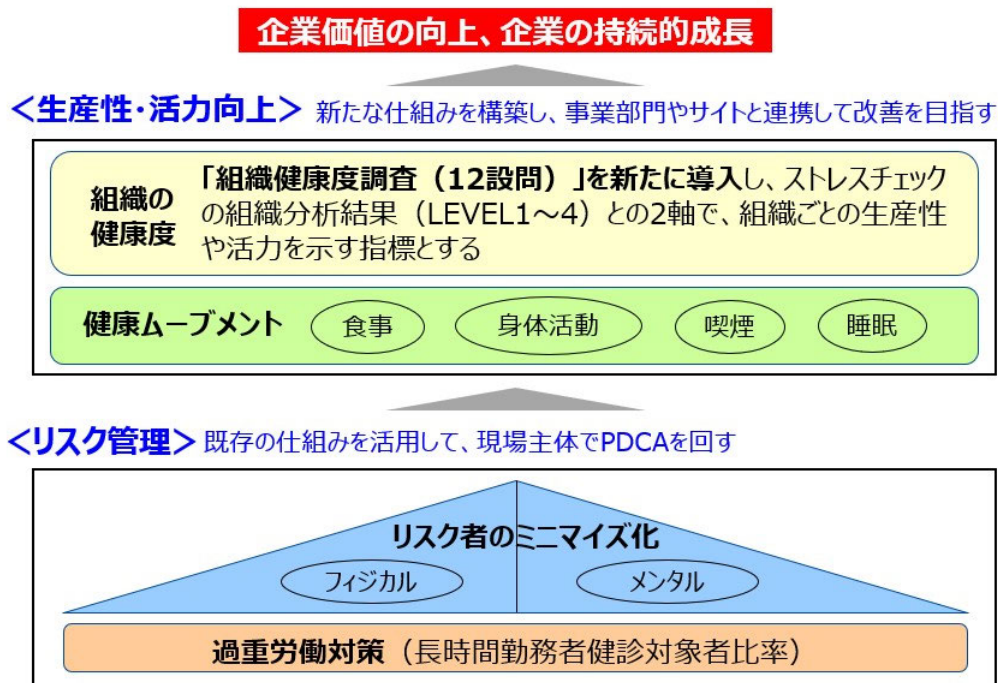 企業価値の向上、企業の持続的成長
＜生産性・活力向上＞ 新たな仕組みを構築し、事業部門やサイトと連携して改善を目指す
組織の
健康度
「組織健康度調査（12設問）」を新たに導入し、ストレスチェック
の組織分析結果（LEVEL1～4）との2軸で、組織ごとの生産性
や活力を示す指標とする
健康ムーブメント 食事 身体活動 喫煙 睡眠
＜リスク管理＞ 既存の仕組みを活用して、現場主体でPDCAを回す
リスク者のミニマイズ化
フィジカル メンタル
過重労働対策（長時間勤務者健診対象者比率）